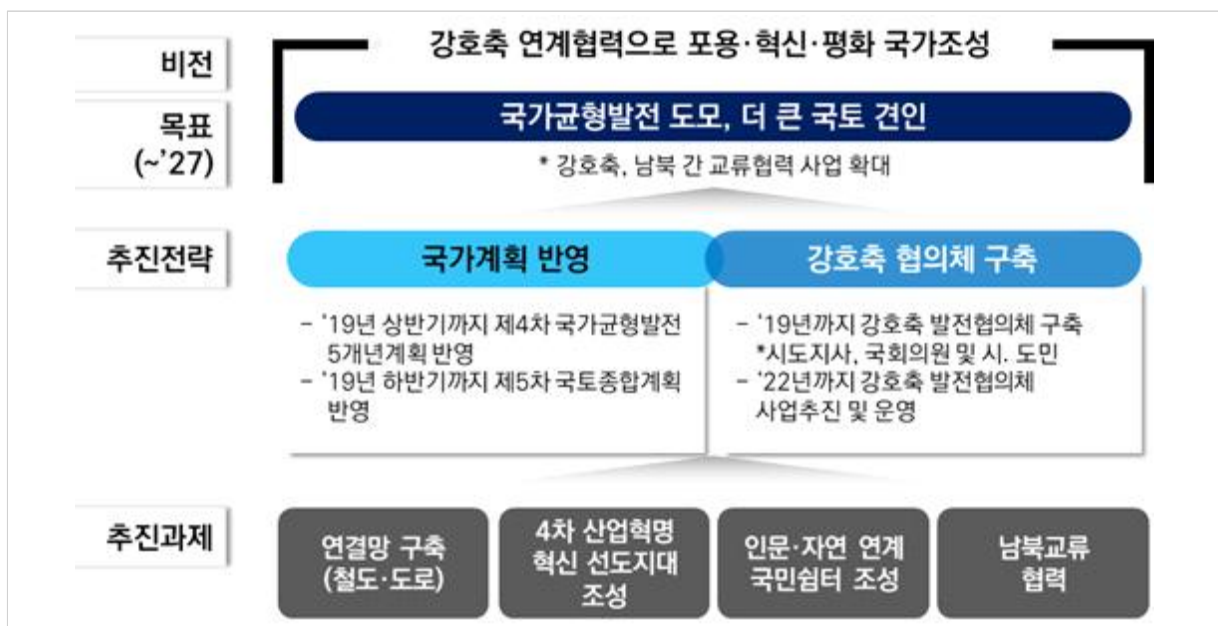 비전
강호축 연계협력으로 포용·혁신·평화 국가조성
목표
(~'27)
국가균형발전 도모, 더 큰 국토 견인
* 강호축, 남북 간 교류협력 사업 확대
추진전략
국가계획 반영
- '19년 상반기까지 제4차 국가균형발전
5개년계획 반영
- '19년 하반기까지 제5차 국토종합계획
반영
강호축 협의체 구축
- '19년까지 강호축 발전협의체 구축
*시도지사, 국회의원 및 시. 도민
- '22년까지 강호축 발전협의체
사업추진 및 운영
추진과제
연결망 구축
(철도·도로)
4차 산업혁명
혁신 선도지대
조성
인문·자연 연계
국민쉼터 조성
남북교류
협력